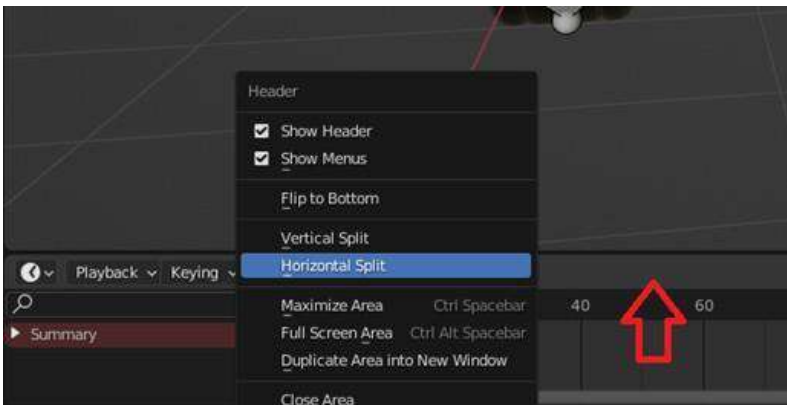 Header
Show Header
Show Menus
Flip to Bottom
Vertical Split
Playback Keying
Horizontal Split
Maximize Area Ctrl Spacebar 40 60
Summary
Full Screen Area Ctrl Alt Spacebar
Duplicate Area into New Window
Close Area